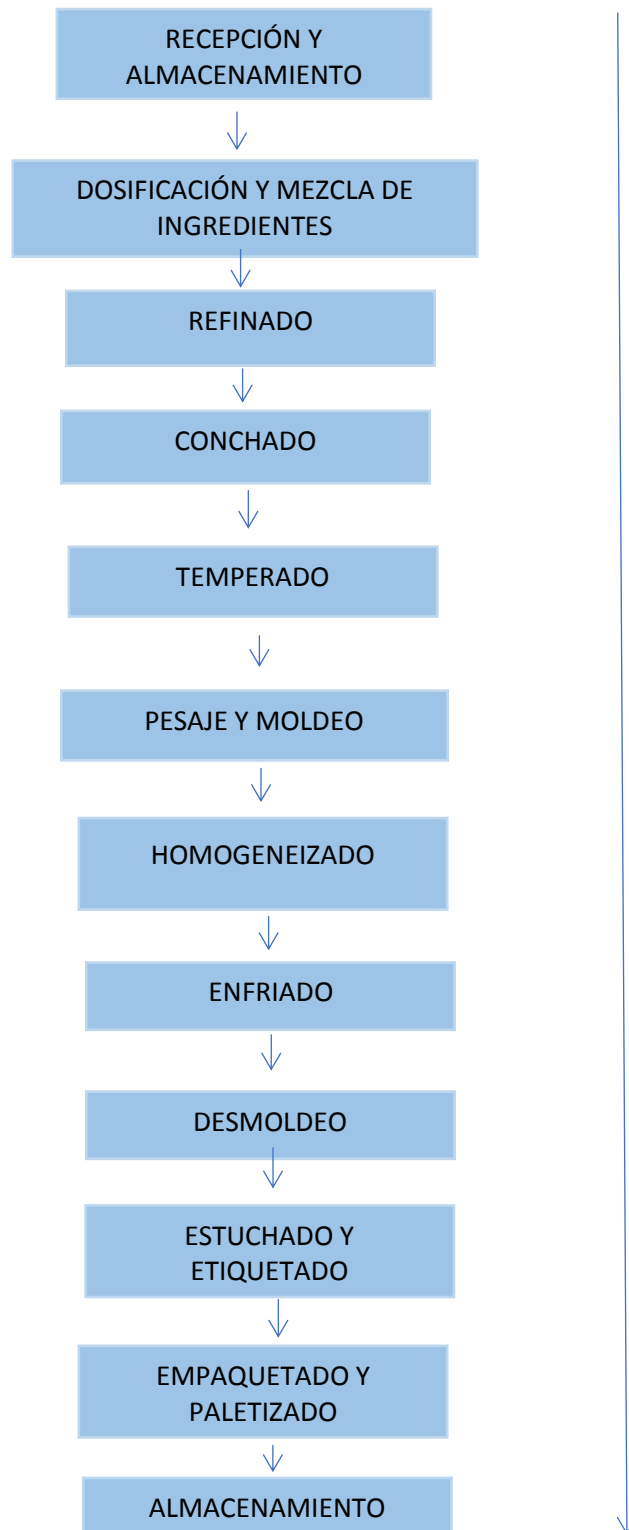 RECEPCIÓN Y
ALMACENAMIENTO
DOSIFICACIÓN Y MEZCLA DE
INGREDIENTES
REFINADO
CONCHADO
TEMPERADO
PESAJE Y MOLDEO
HOMOGENEIZADO
ENFRIADO
DESMOLDEO
ESTUCHADO Y
ETIQUETADO
EMPAQUETADO Y
PALETIZADO
ALMACENAMIENTO